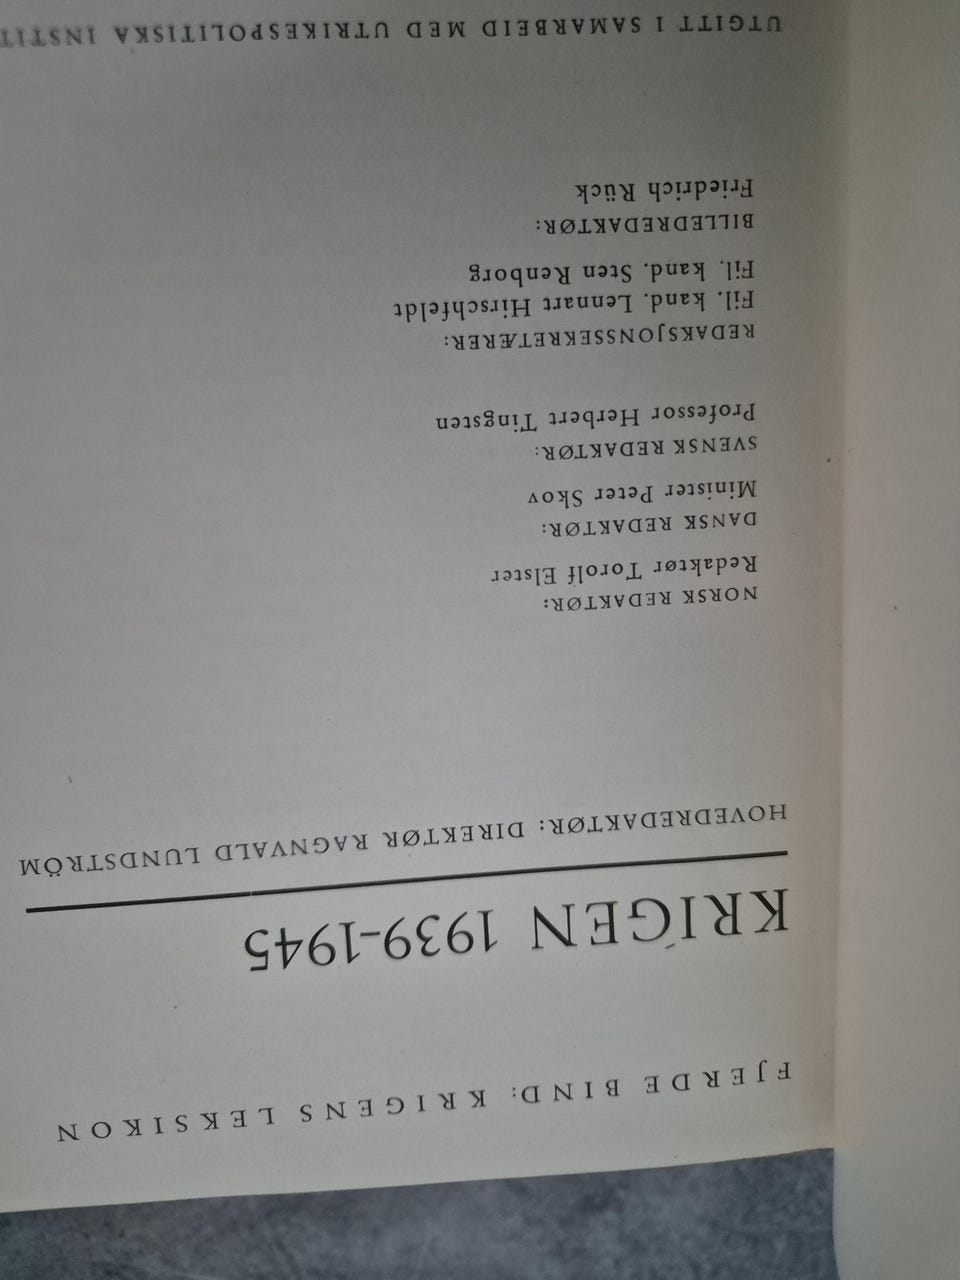 FJERDE BIND: KRIGENS LEKSIKON
KRIGEN 1939–1945
HOVEDREDAKTØR: DIREKTØR RAGNVALD LUNDSTRÖM
NORSK REDAKTØR:
Redaktør Torolf Elster
DANSK REDAKTØR:
Minister Peter Skov
SVENSK REDAKTØR:
Professor Herbert Tingsten
REDAKSJONSSEKRETÆRER:
Fil. kand. Lennart Hirschfeldt
Fil. kand. Sten Renborg
BILLEDREDAKTØR:
Friedrich Rück
UTGITT I SAMARBEID MED UTRIKESPOLITISKA INSTIT